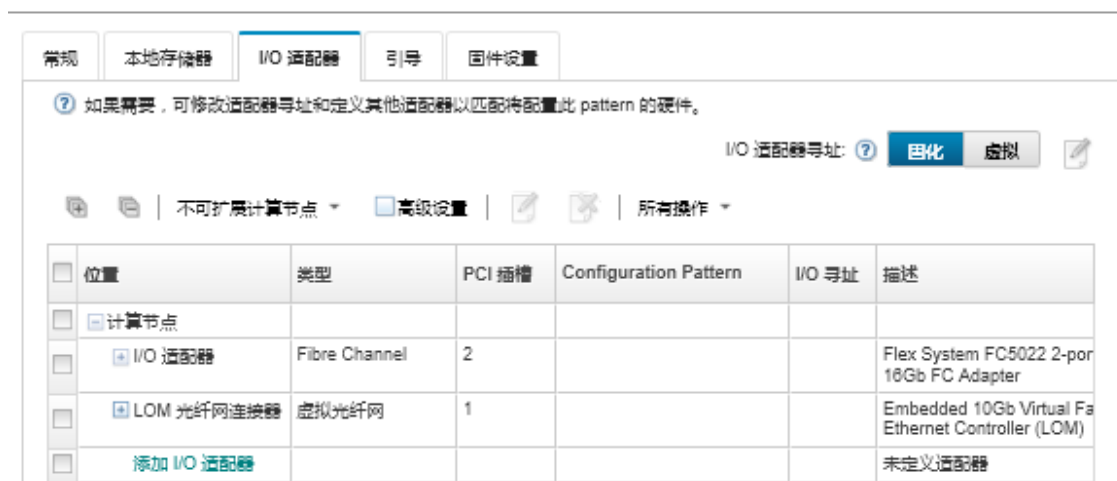 常规 本地存储器 I/O 适配器 引导 固件设置
? 如果需要，可修改适配器寻址和定义其他适配器以匹配将配置此 pattern 的硬件。
I/O 适配器寻址: ? 固化 虚拟
不可扩展计算节点 高级设置 所有操作
位置 类型 PCI 插槽 Configuration Pattern I/O 寻址 描述
计算节点
I/O 适配器 Fibre Channel 2 Flex System FC5022 2-por
16Gb FC Adapter
LOM 光纤网连接器 虚拟光纤网 1 Embedded 10Gb Virtual Fa
Ethernet Controller (LOM)
添加 I/O 适配器 未定义适配器